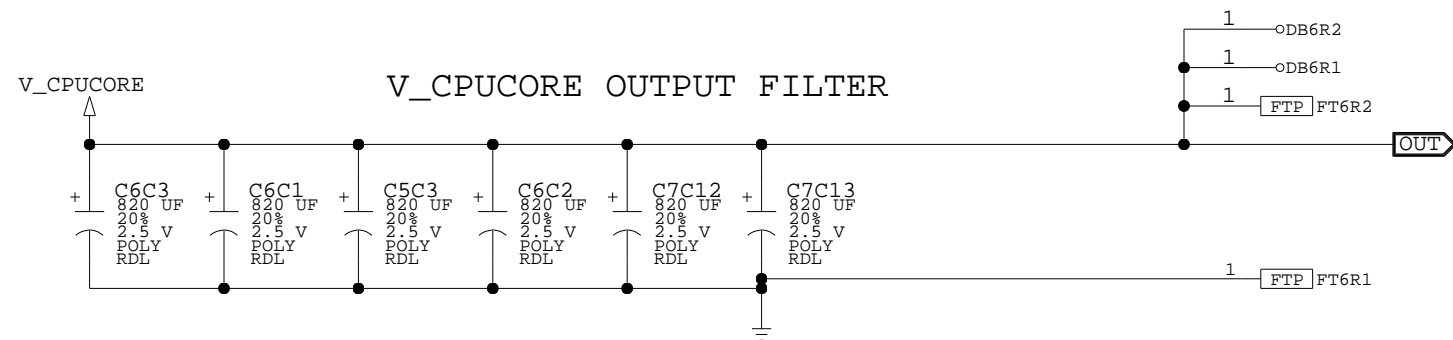 1 DB6R2
1 DB6R1
V_CPUCORE
V_CPUCORE OUTPUT FILTER
1 FTP FT6R2
OUT
+ C6C3
820 UF
20%
2.5 V
POLY
RDL
+ C6C1
820 UF
20%
2.5 V
POLY
RDL
+ C5C3
820 UF
20%
2.5 V
POLY
RDL
+ C6C2
820 UF
20%
2.5 V
POLY
RDL
+ C7C12
820 UF
20%
2.5 V
POLY
RDL
+ C7C13
820 UF
20%
2.5 V
POLY
RDL
1 FTP FT6R1